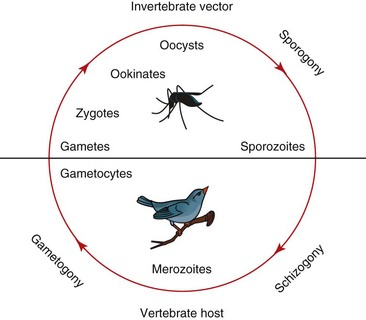 Invertebrate vector
Oocysts
Sporogony
Ookinates
Zygotes
Gametes
Sporozoites
Gametocytes
Gametogony
Schizogony
Merozoites
Vertebrate host